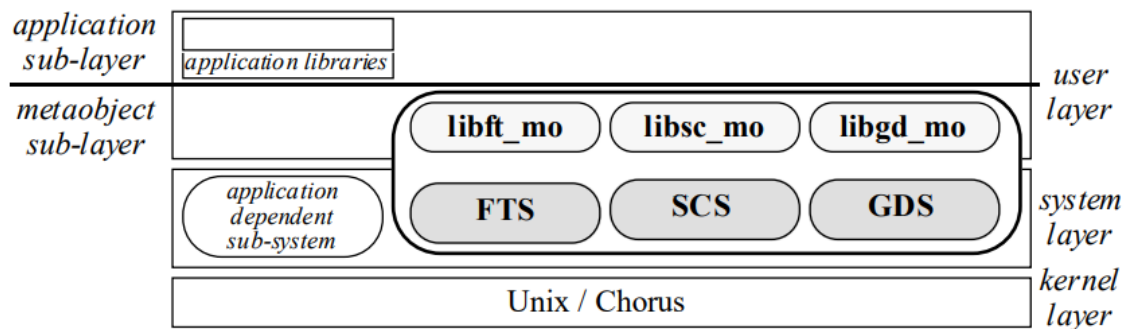 application
sub-layer
application libraries
user
layer
metaobject
sub-layer
libft_mo
libsc_mo
libgd_mo
application
dependent
sub-system
FTS
SCS
GDS
system
layer
Unix / Chorus
kernel
layer